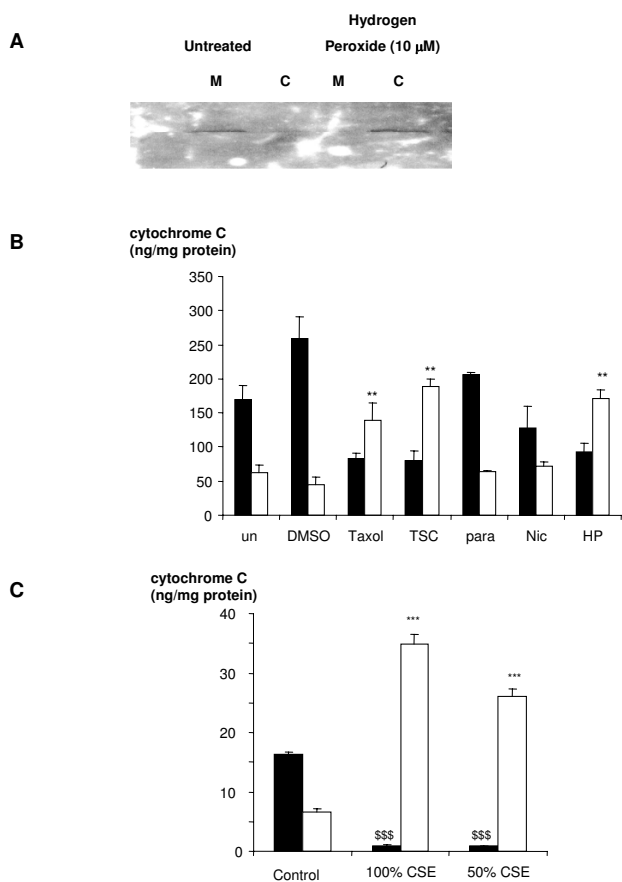 A
Hydrogen
Untreated Peroxide (10 µM)
M C M C
B
cytochrome C
(ng/mg protein)
350
300
250
200
150
100
50
0
** ** **
un DMSO Taxol TSC para Nic HP
C
cytochrome C
(ng/mg protein)
40
30
20
10
0
*** ***
$$$ $$$
Control 100% CSE 50% CSE